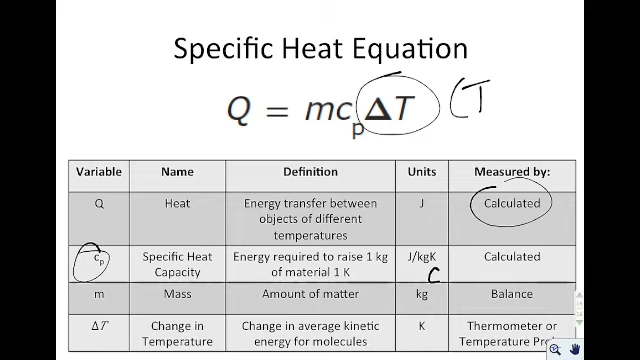 Specific Heat Equation
Q = mc_pΔT (T
Variable Name Definition Units Measured by:
Q Heat Energy transfer between objects of different temperatures J Calculated
c_p Specific Heat Capacity Energy required to raise 1 kg of material 1 K J/kgK Calculated
C
m Mass Amount of matter kg Balance
ΔT Change in Temperature Change in average kinetic energy for molecules K Thermometer or Temperature